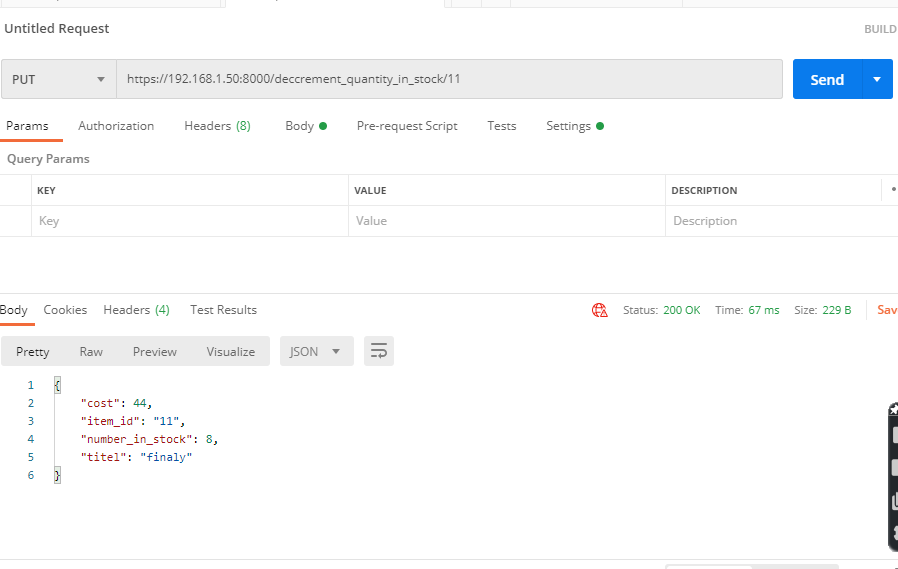 Untitled Request
BUILD
PUT
https://192.168.1.50:8000/deccrement_quantity_in_stock/11
Send
Params Authorization Headers (8) Body Pre-request Script Tests Settings
Query Params
KEY VALUE DESCRIPTION
Key Value Description
Body Cookies Headers (4) Test Results
Status: 200 OK Time: 67 ms Size: 229 B Sav
Pretty Raw Preview Visualize JSON
1 {
2 "cost": 44,
3 "item_id": "11",
4 "number_in_stock": 8,
5 "titel": "finaly"
6 }